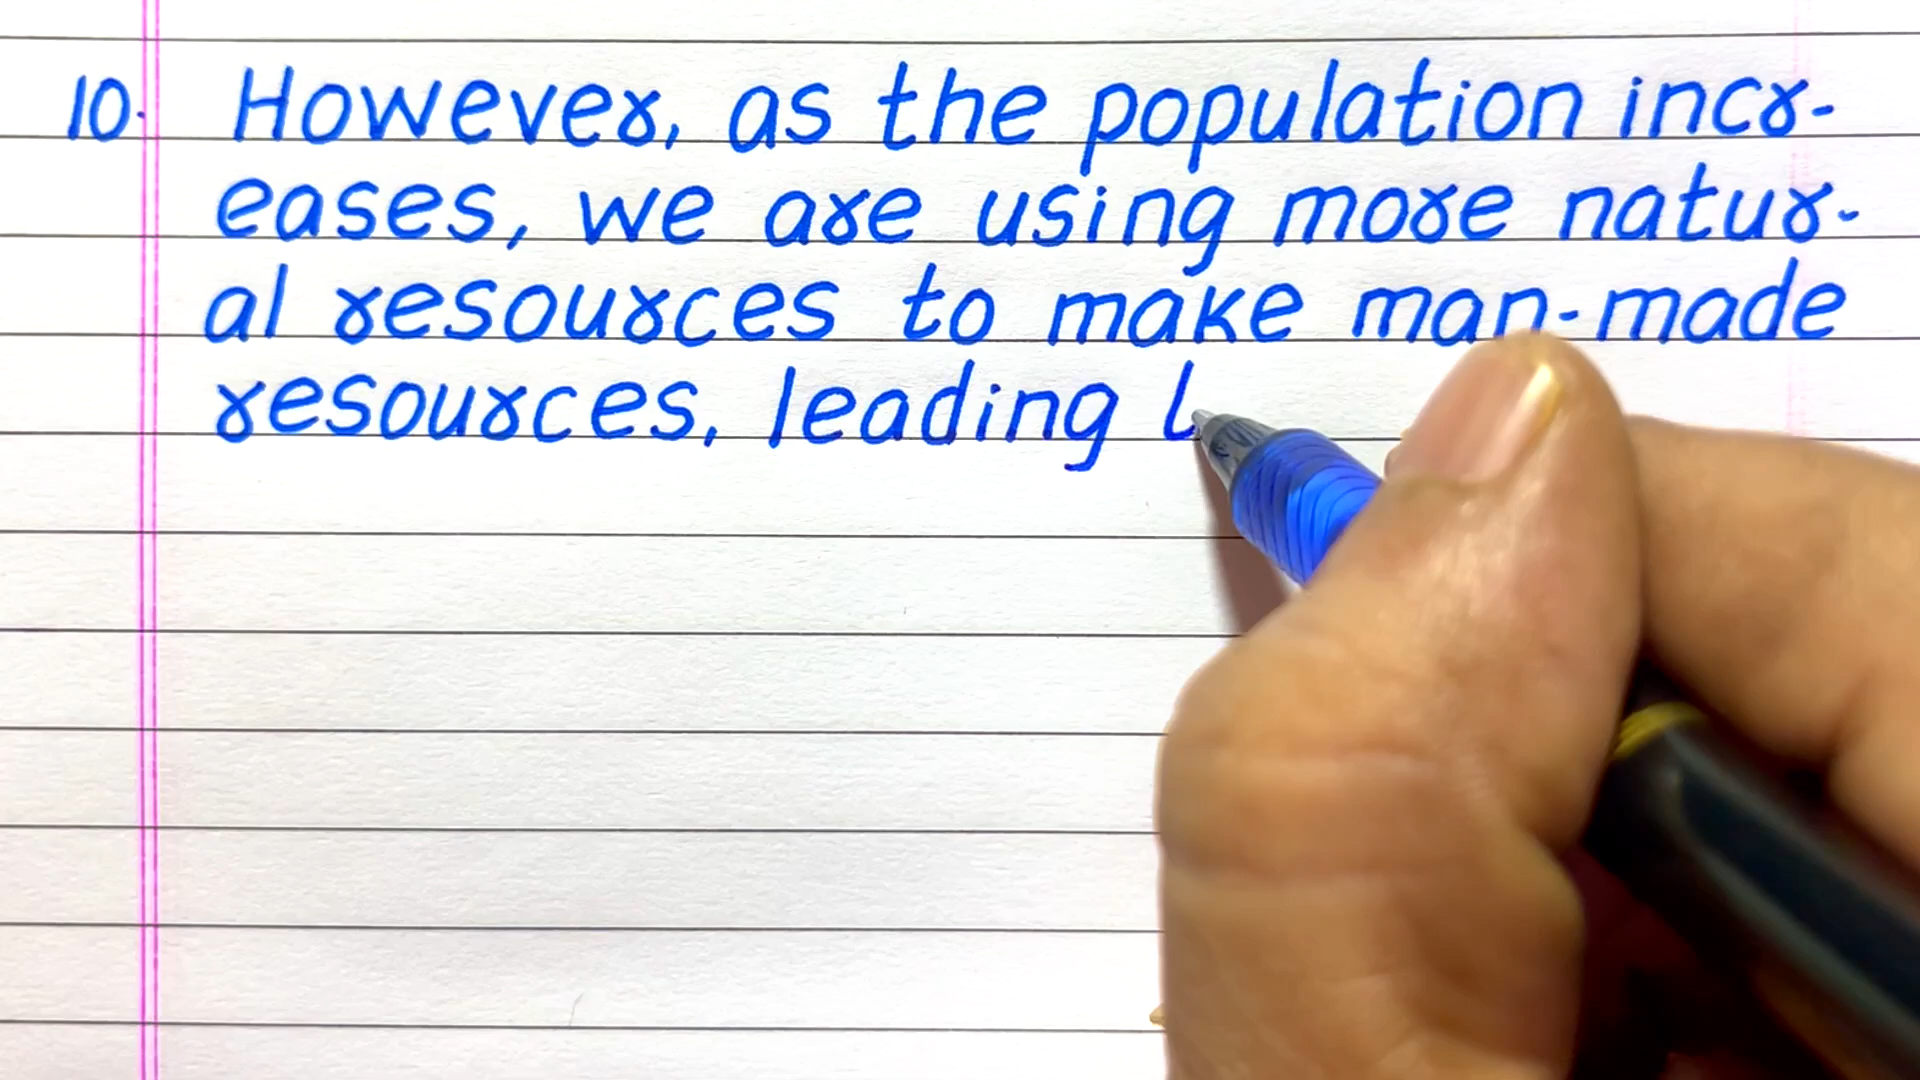 10. However, as the population incr-
eases, we are using more natur-
al resources to make man-made
resources, leading